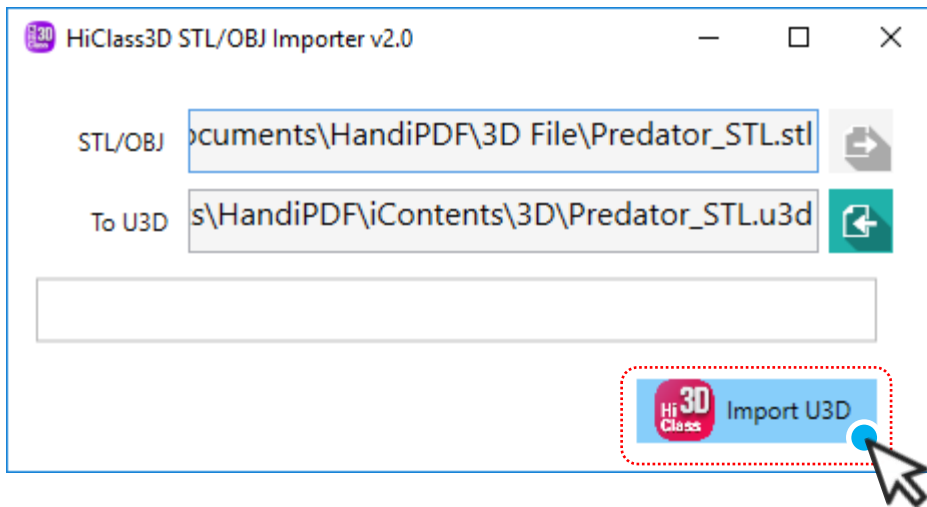 HiClass3D STL/OBJ Importer v2.0
STL/OBJ
ocuments\HandiPDF\3D File\Predator_STL.stl
To U3D
s\HandiPDF\iContents\3D\Predator_STL.u3d
Hi 3D
Class
Import U3D